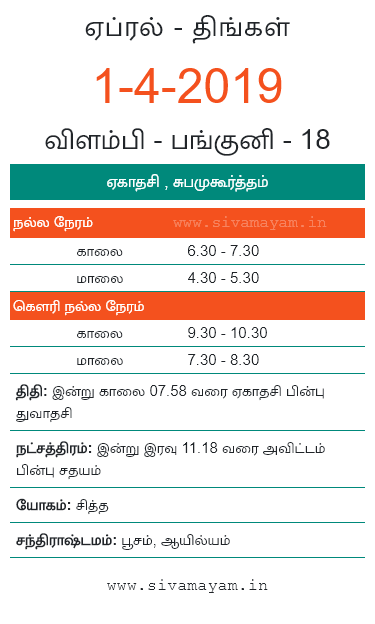 ஏப்ரல் - திங்கள்
1-4-2019
விளம்பி - பங்குனி - 18
ஏகாதசி , சுபமுகூர்த்தம்
நல்ல நேரம் www.sivamayam.in
காலை 6.30 - 7.30
மாலை 4.30 - 5.30
கௌரி நல்ல நேரம்
காலை 9.30 - 10.30
மாலை 7.30 - 8.30
திதி: இன்று காலை 07.58 வரை ஏகாதசி பின்பு
துவாதசி
நட்சத்திரம்: இன்று இரவு 11.18 வரை அவிட்டம்
பின்பு சதயம்
யோகம்: சித்த
சந்திராஷ்டமம்: பூசம், ஆயில்யம்
www.sivamayam.in